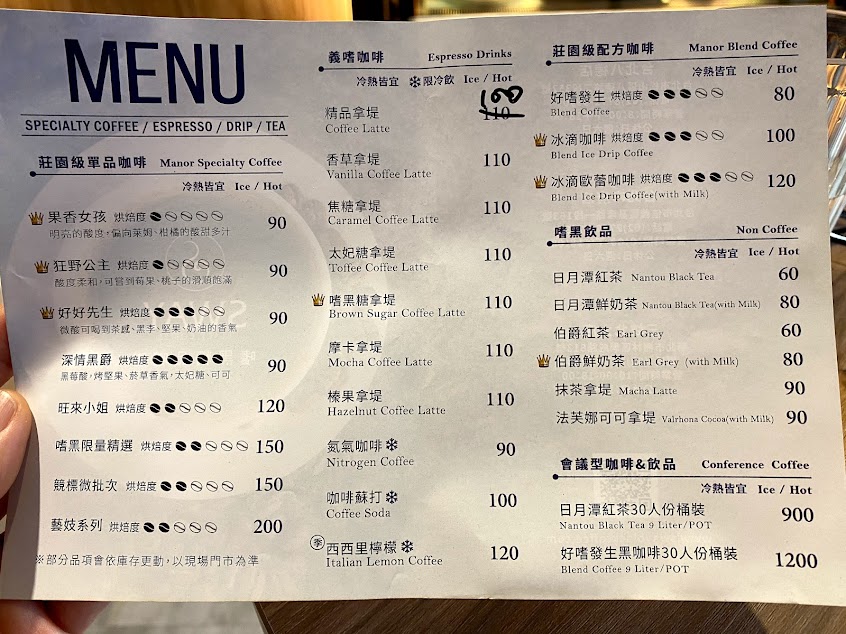 MENU
SPECIALTY COFFEE / ESPRESSO / DRIP / TEA
莊園級單品咖啡 Manor Specialty Coffee
冷熱皆宜 Ice / Hot
果香女孩 烘焙度 90
明亮的酸度，偏向萊姆、柑橘的酸甜多汁
狂野公主 烘焙度 90
酸度柔和，可嘗到莓果、桃子的滑順飽滿
好好先生 烘焙度 90
微酸可喝到茶感、黑李、堅果、奶油的香氣
深情黑爵 烘焙度 90
黑莓酸，烤堅果、菸草香氣，太妃糖、可可
旺來小姐 烘焙度 120
嗜黑限量精選 烘焙度 150
競標微批次 烘焙度 150
藝妓系列 烘焙度 200
※部分品項會依庫存更動，以現場門市為準
義嗜咖啡 Espresso Drinks
冷熱皆宜 ❄限冷飲 Ice / Hot
精品拿堤 110
Coffee Latte
香草拿堤 110
Vanilla Coffee Latte
焦糖拿堤 110
Caramel Coffee Latte
太妃糖拿堤 110
Toffee Coffee Latte
嗜黑糖拿堤 110
Brown Sugar Coffee Latte
摩卡拿堤 110
Mocha Coffee Latte
榛果拿堤 110
Hazelnut Coffee Latte
氮氣咖啡❄ 90
Nitrogen Coffee
咖啡蘇打❄ 100
Coffee Soda
季 西西里檸檬❄ 120
Italian Lemon Coffee
莊園級配方咖啡 Manor Blend Coffee
冷熱皆宜 Ice / Hot
好嗜發生 烘焙度 80
Blend Coffee
冰滴咖啡 烘焙度 100
Blend Ice Drip Coffee
冰滴歐蕾咖啡 烘焙度 120
Blend Ice Drip Coffee(with Milk)
嗜黑飲品 Non Coffee
冷熱皆宜 Ice / Hot
日月潭紅茶 Nantou Black Tea 60
日月潭鮮奶茶 Nantou Black Tea(with Milk) 80
伯爵紅茶 Earl Grey 60
伯爵鮮奶茶 Earl Grey (with Milk) 80
抹茶拿堤 Macha Latte 90
法芙娜可可拿堤 Valrhona Cocoa(with Milk) 90
會議型咖啡&飲品 Conference Coffee
冷熱皆宜 Ice / Hot
日月潭紅茶30人份桶裝 900
Nantou Black Tea 9 Liter/POT
好嗜發生黑咖啡30人份桶裝 1200
Blend Coffee 9 Liter/POT